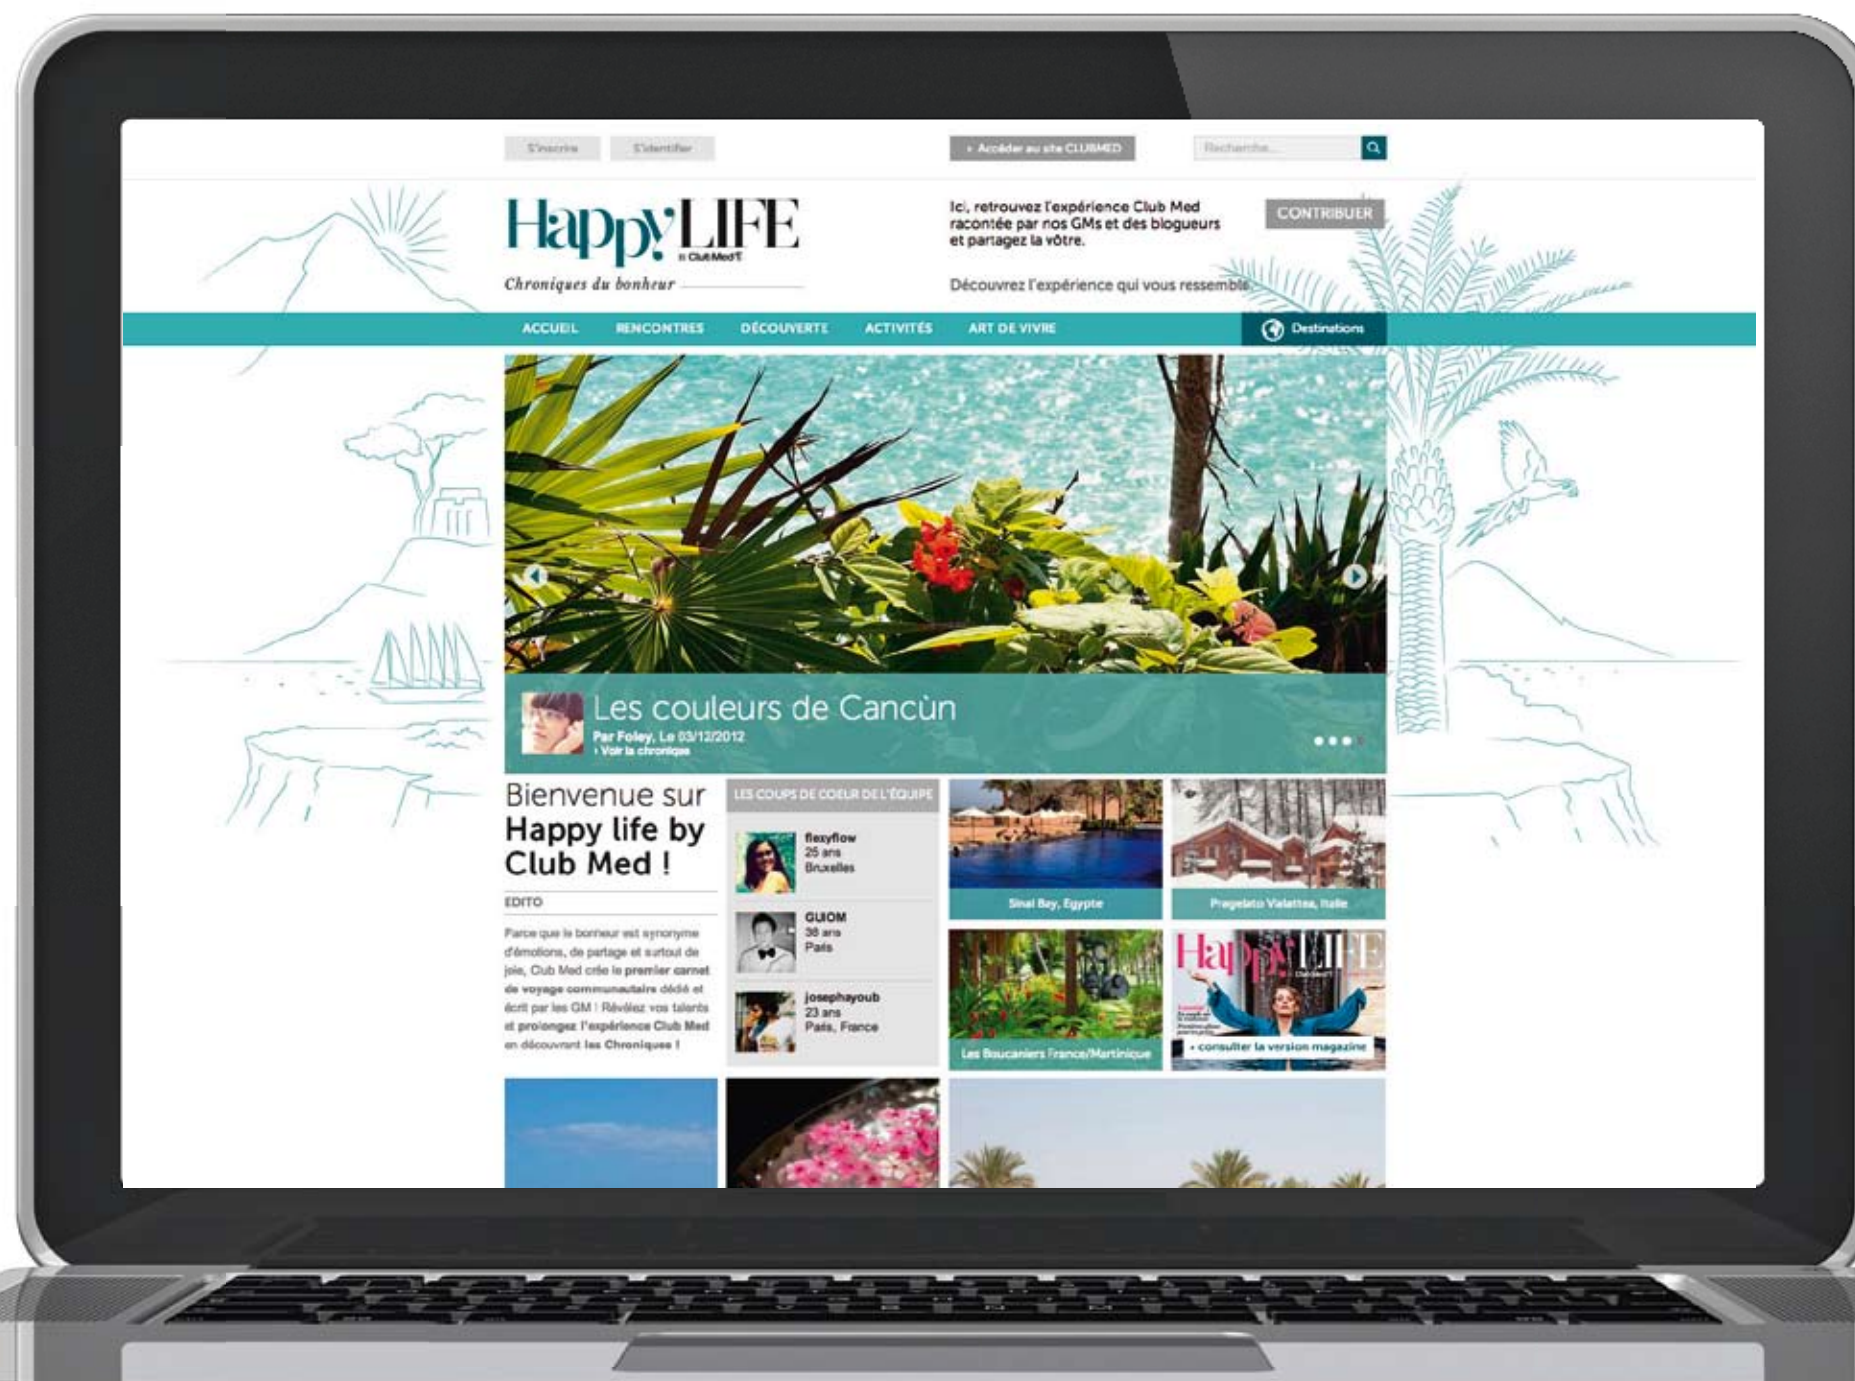 S'inscrire
S'identifier
› Accéder au site CLUBMED
Recherche...
HappyLIFE
Chroniques du bonheur
Ici, retrouvez l'expérience Club Med
racontée par nos GMs et des blogueurs
et partagez la vôtre.
Découvrez l'expérience qui vous ressemble
CONTRIBUER
ACCUEIL
RENCONTRES
DÉCOUVERTE
ACTIVITÉS
ART DE VIVRE
Destinations
Les couleurs de Cancùn
Par Foley, Le 03/12/2012
› Voir la chronique
Bienvenue sur
Happy life by
Club Med !
EDITO
Parce que le bonheur est synonyme
d'émotions, de partage et surtout de
joie, Club Med crée le premier carnet
de voyage communautaire dédié et
écrit par les GM ! Révélez vos talents
et prolongez l'expérience Club Med
en découvrant les Chroniques !
LES COUPS DE COEUR DE L'ÉQUIPE
flexyflow
25 ans
Bruxelles
GUIOM
38 ans
Paris
josephayoub
23 ans
Paris, France
Sinai Bay, Egypte
Pragelato Vialattea, Italie
Les Boucaniers France/Martinique
HappyLIFE
› consulter la version magazine